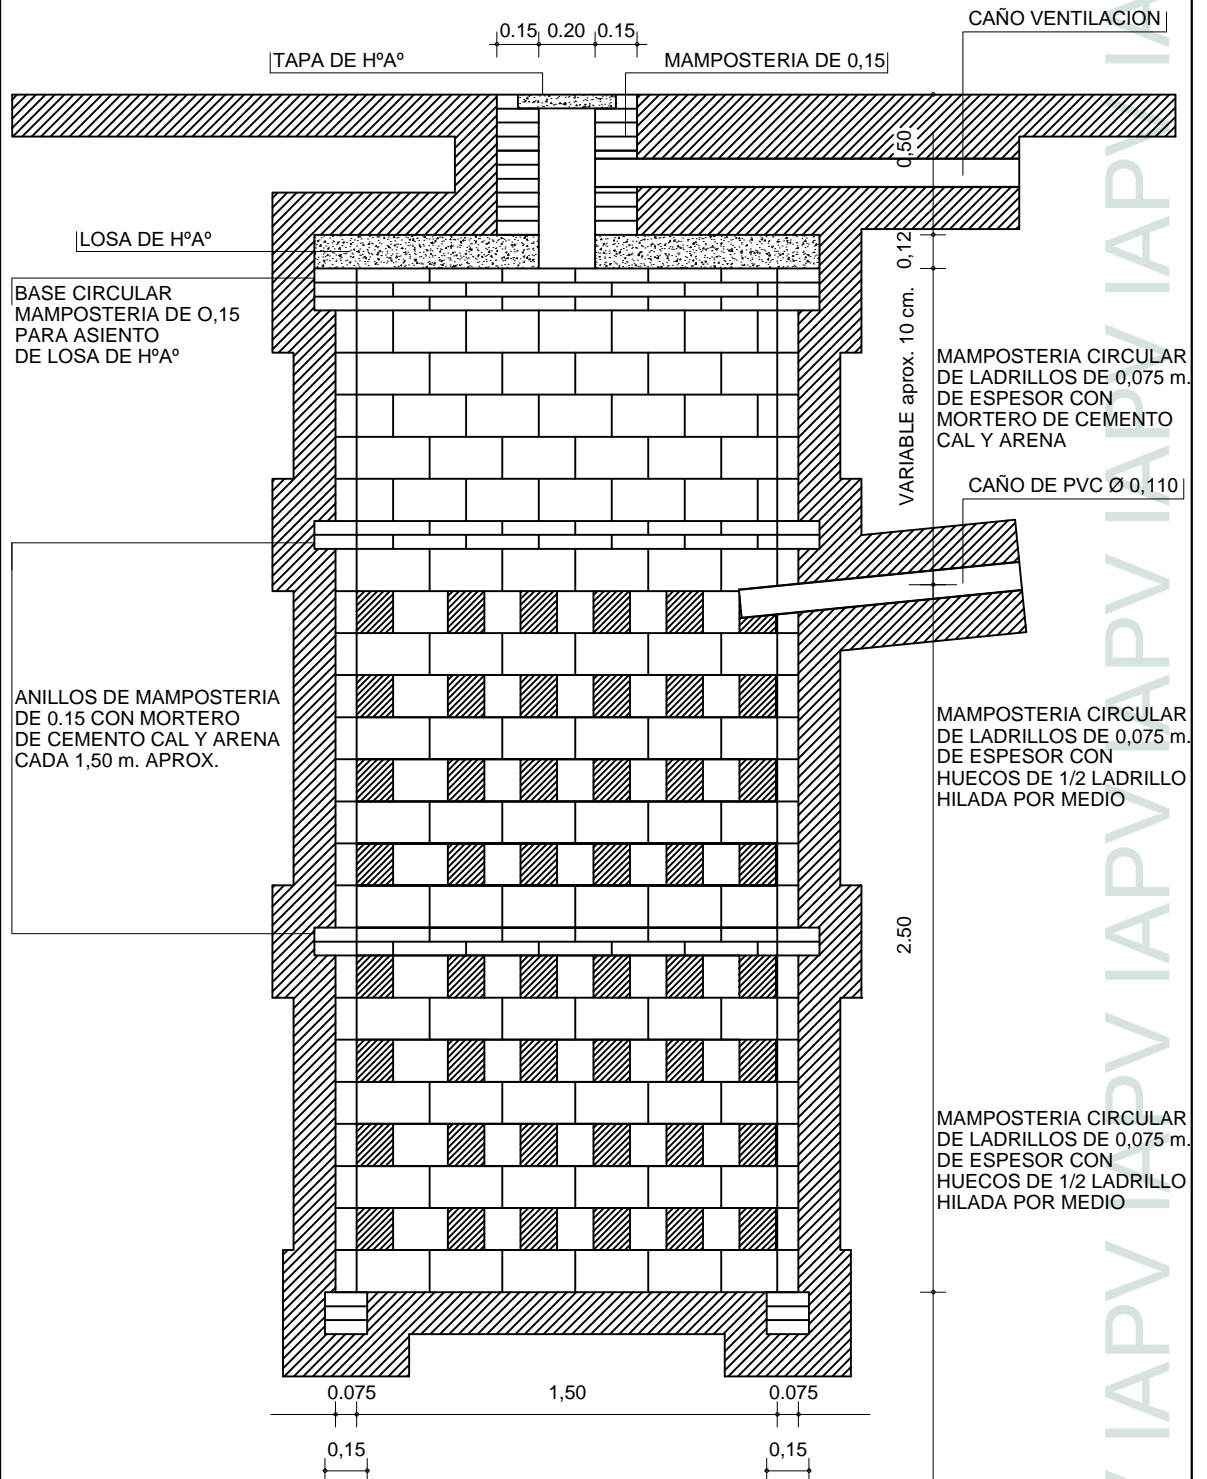 CAÑO VENTILACION
0.15 0.20 0.15
TAPA DE HºAº
MAMPOSTERIA DE 0,15
0,50
LOSA DE HºAº
0,12
BASE CIRCULAR
MAMPOSTERIA DE O,15
PARA ASIENTO
DE LOSA DE HºAº
VARIABLE aprox. 10 cm.
MAMPOSTERIA CIRCULAR
DE LADRILLOS DE 0,075 m.
DE ESPESOR CON
MORTERO DE CEMENTO
CAL Y ARENA
CAÑO DE PVC Ø 0,110
ANILLOS DE MAMPOSTERIA
DE 0.15 CON MORTERO
DE CEMENTO CAL Y ARENA
CADA 1,50 m. APROX.
MAMPOSTERIA CIRCULAR
DE LADRILLOS DE 0,075 m.
DE ESPESOR CON
HUECOS DE 1/2 LADRILLO
HILADA POR MEDIO
2.50
MAMPOSTERIA CIRCULAR
DE LADRILLOS DE 0,075 m.
DE ESPESOR CON
HUECOS DE 1/2 LADRILLO
HILADA POR MEDIO
0.075 1,50 0.075
0,15 0,15
IAPV IAPV IAPV IAPV IAPV